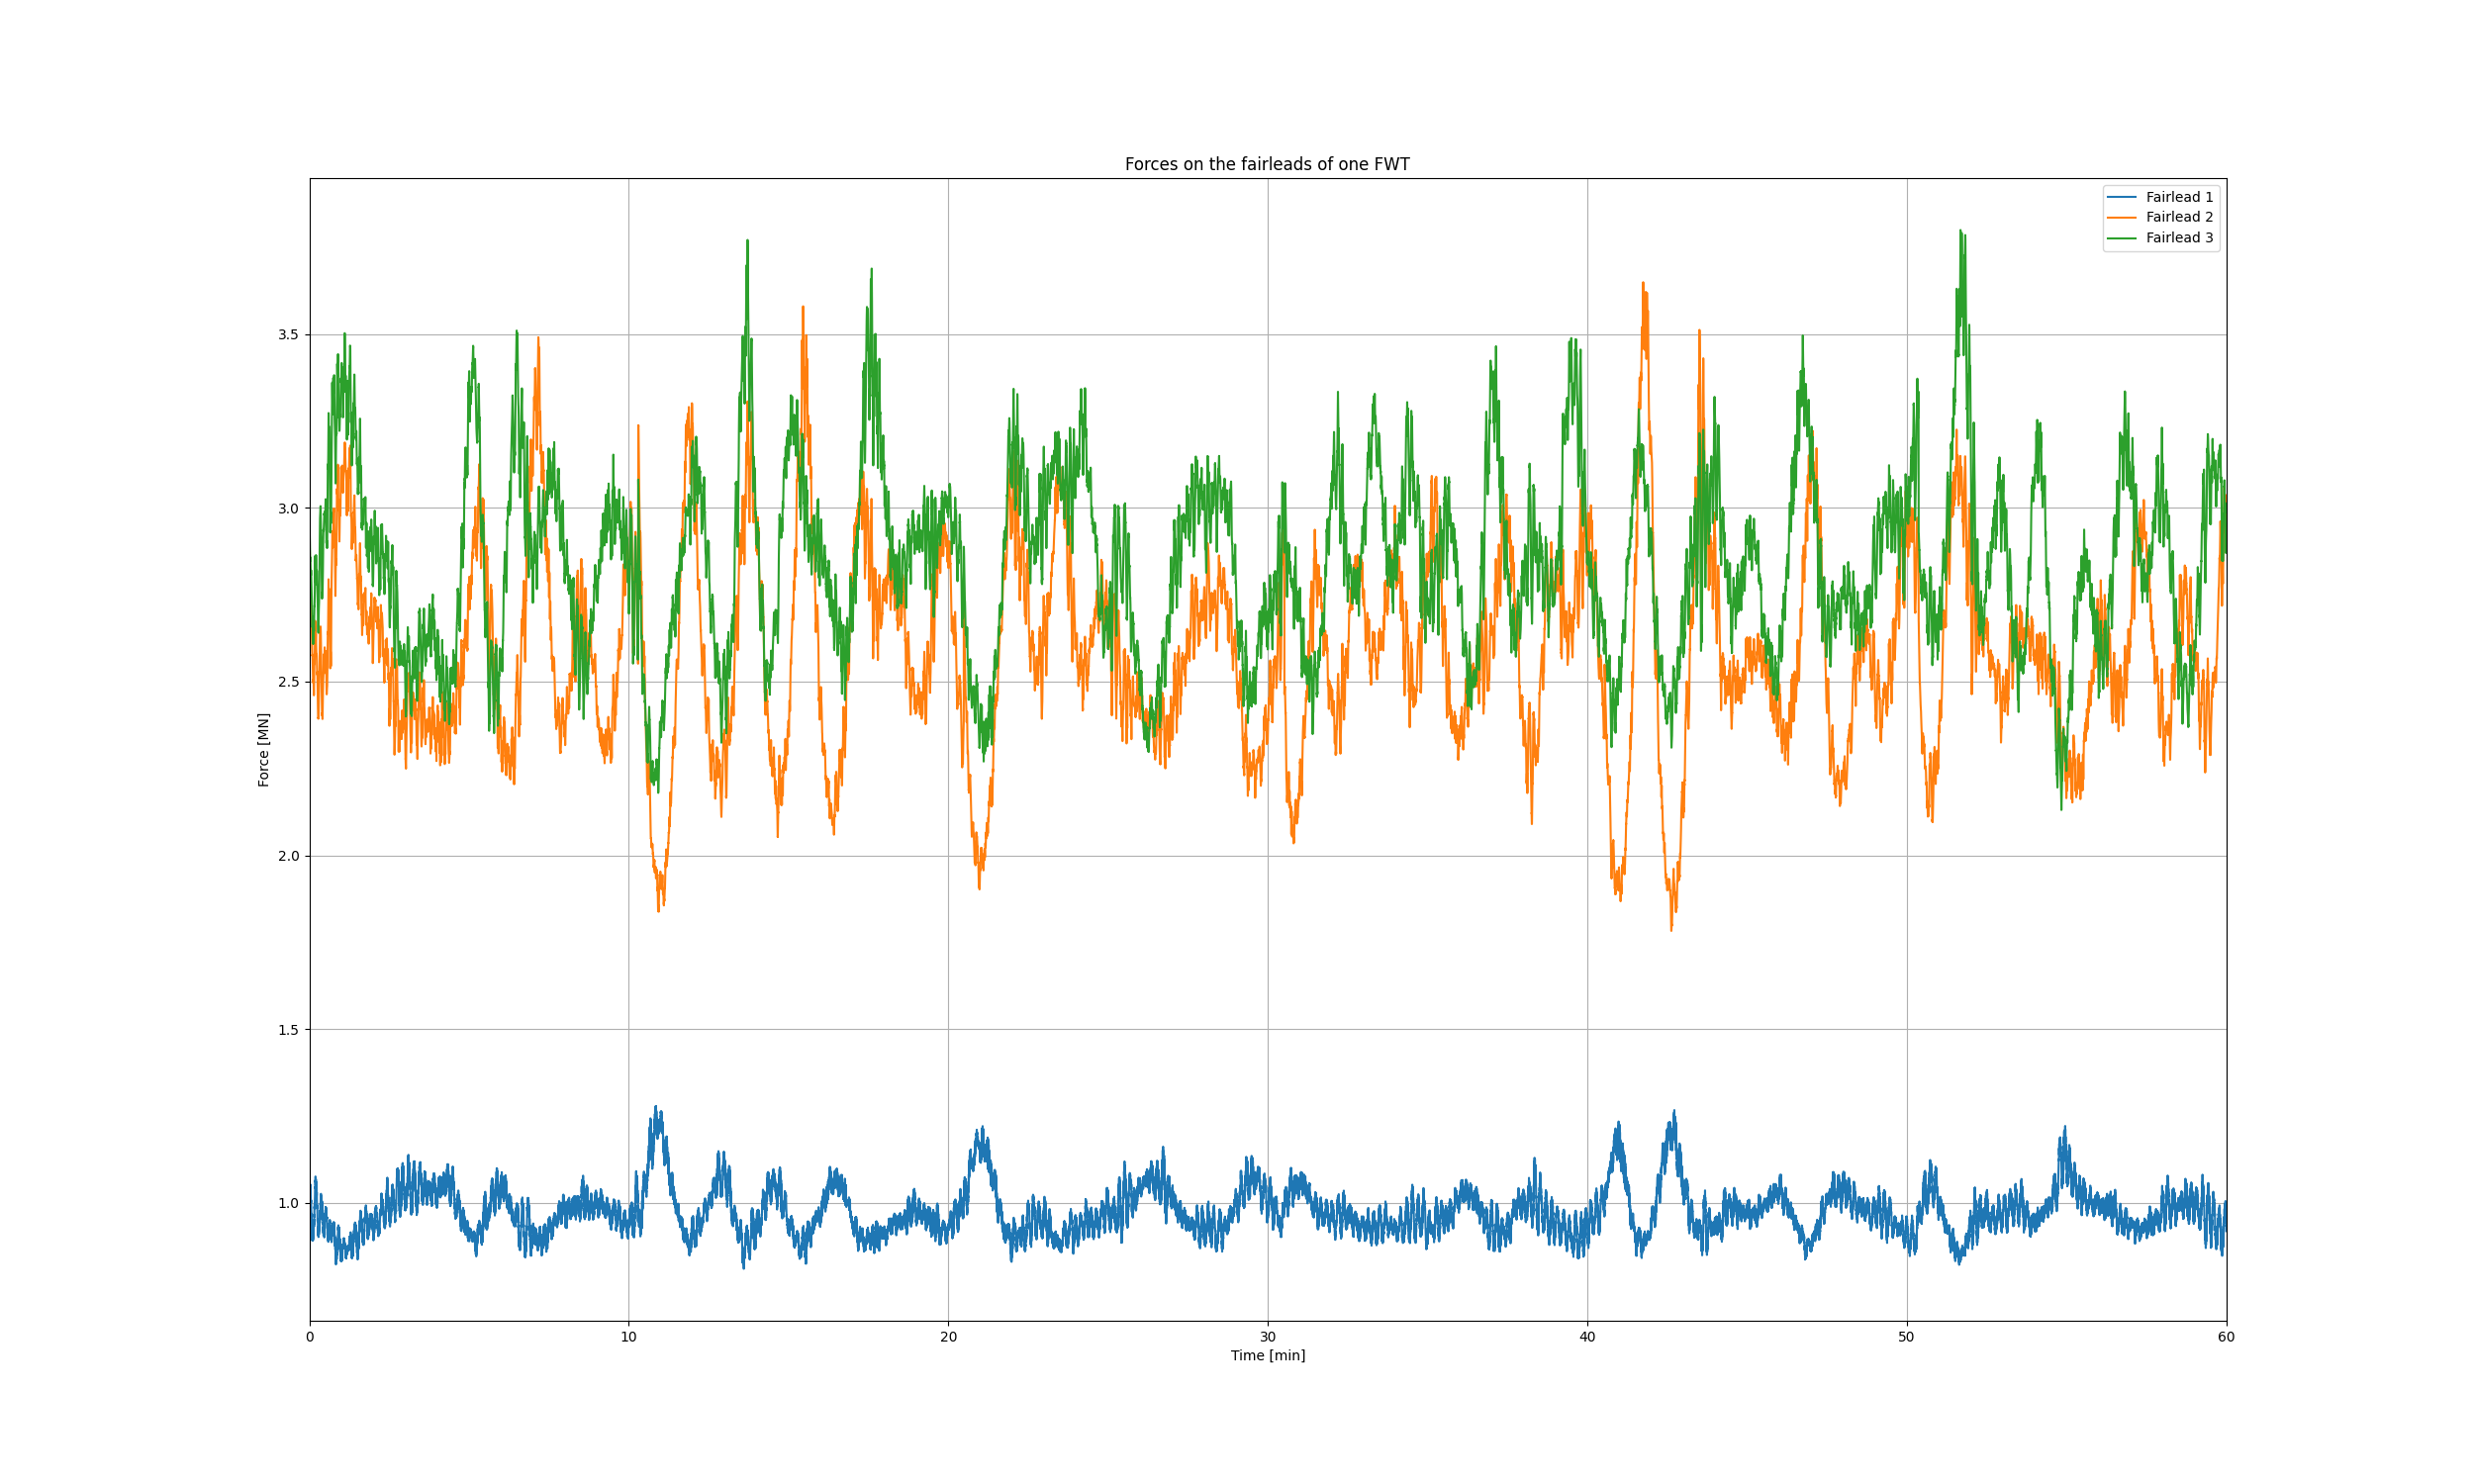 Forces on the fairleads of one FWT
Fairlead 1
Fairlead 2
Fairlead 3
Force [MN]
3.5
3.0
2.5
2.0
1.5
1.0
0 10 20 30 40 50 60
Time [min]